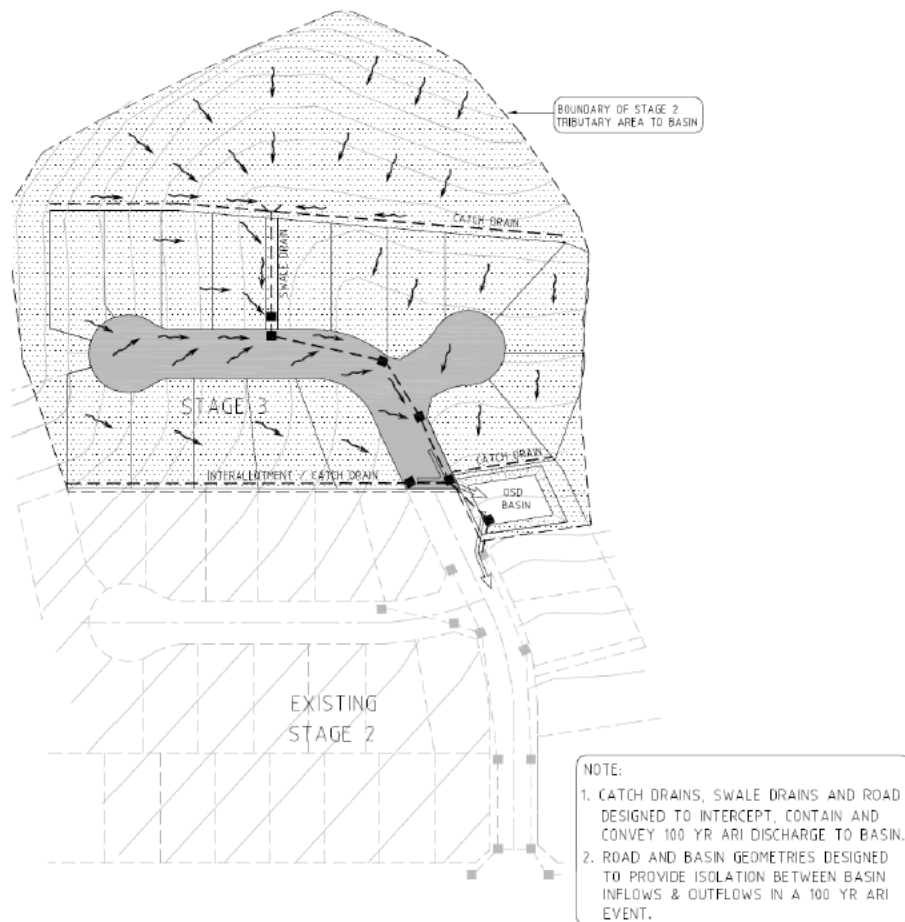 BOUNDARY OF STAGE 2
TRIBUTARY AREA TO BASIN
CATCH DRAIN
SWALE DRAIN
STAGE 3
CATCH DRAIN
INTERALLOTMENT / CATCH DRAIN
OSD
BASIN
EXISTING
STAGE 2
NOTE:
1. CATCH DRAINS, SWALE DRAINS AND ROAD
DESIGNED TO INTERCEPT, CONTAIN AND
CONVEY 100 YR ARI DISCHARGE TO BASIN.
2. ROAD AND BASIN GEOMETRIES DESIGNED
TO PROVIDE ISOLATION BETWEEN BASIN
INFLOWS & OUTFLOWS IN A 100 YR ARI
EVENT.